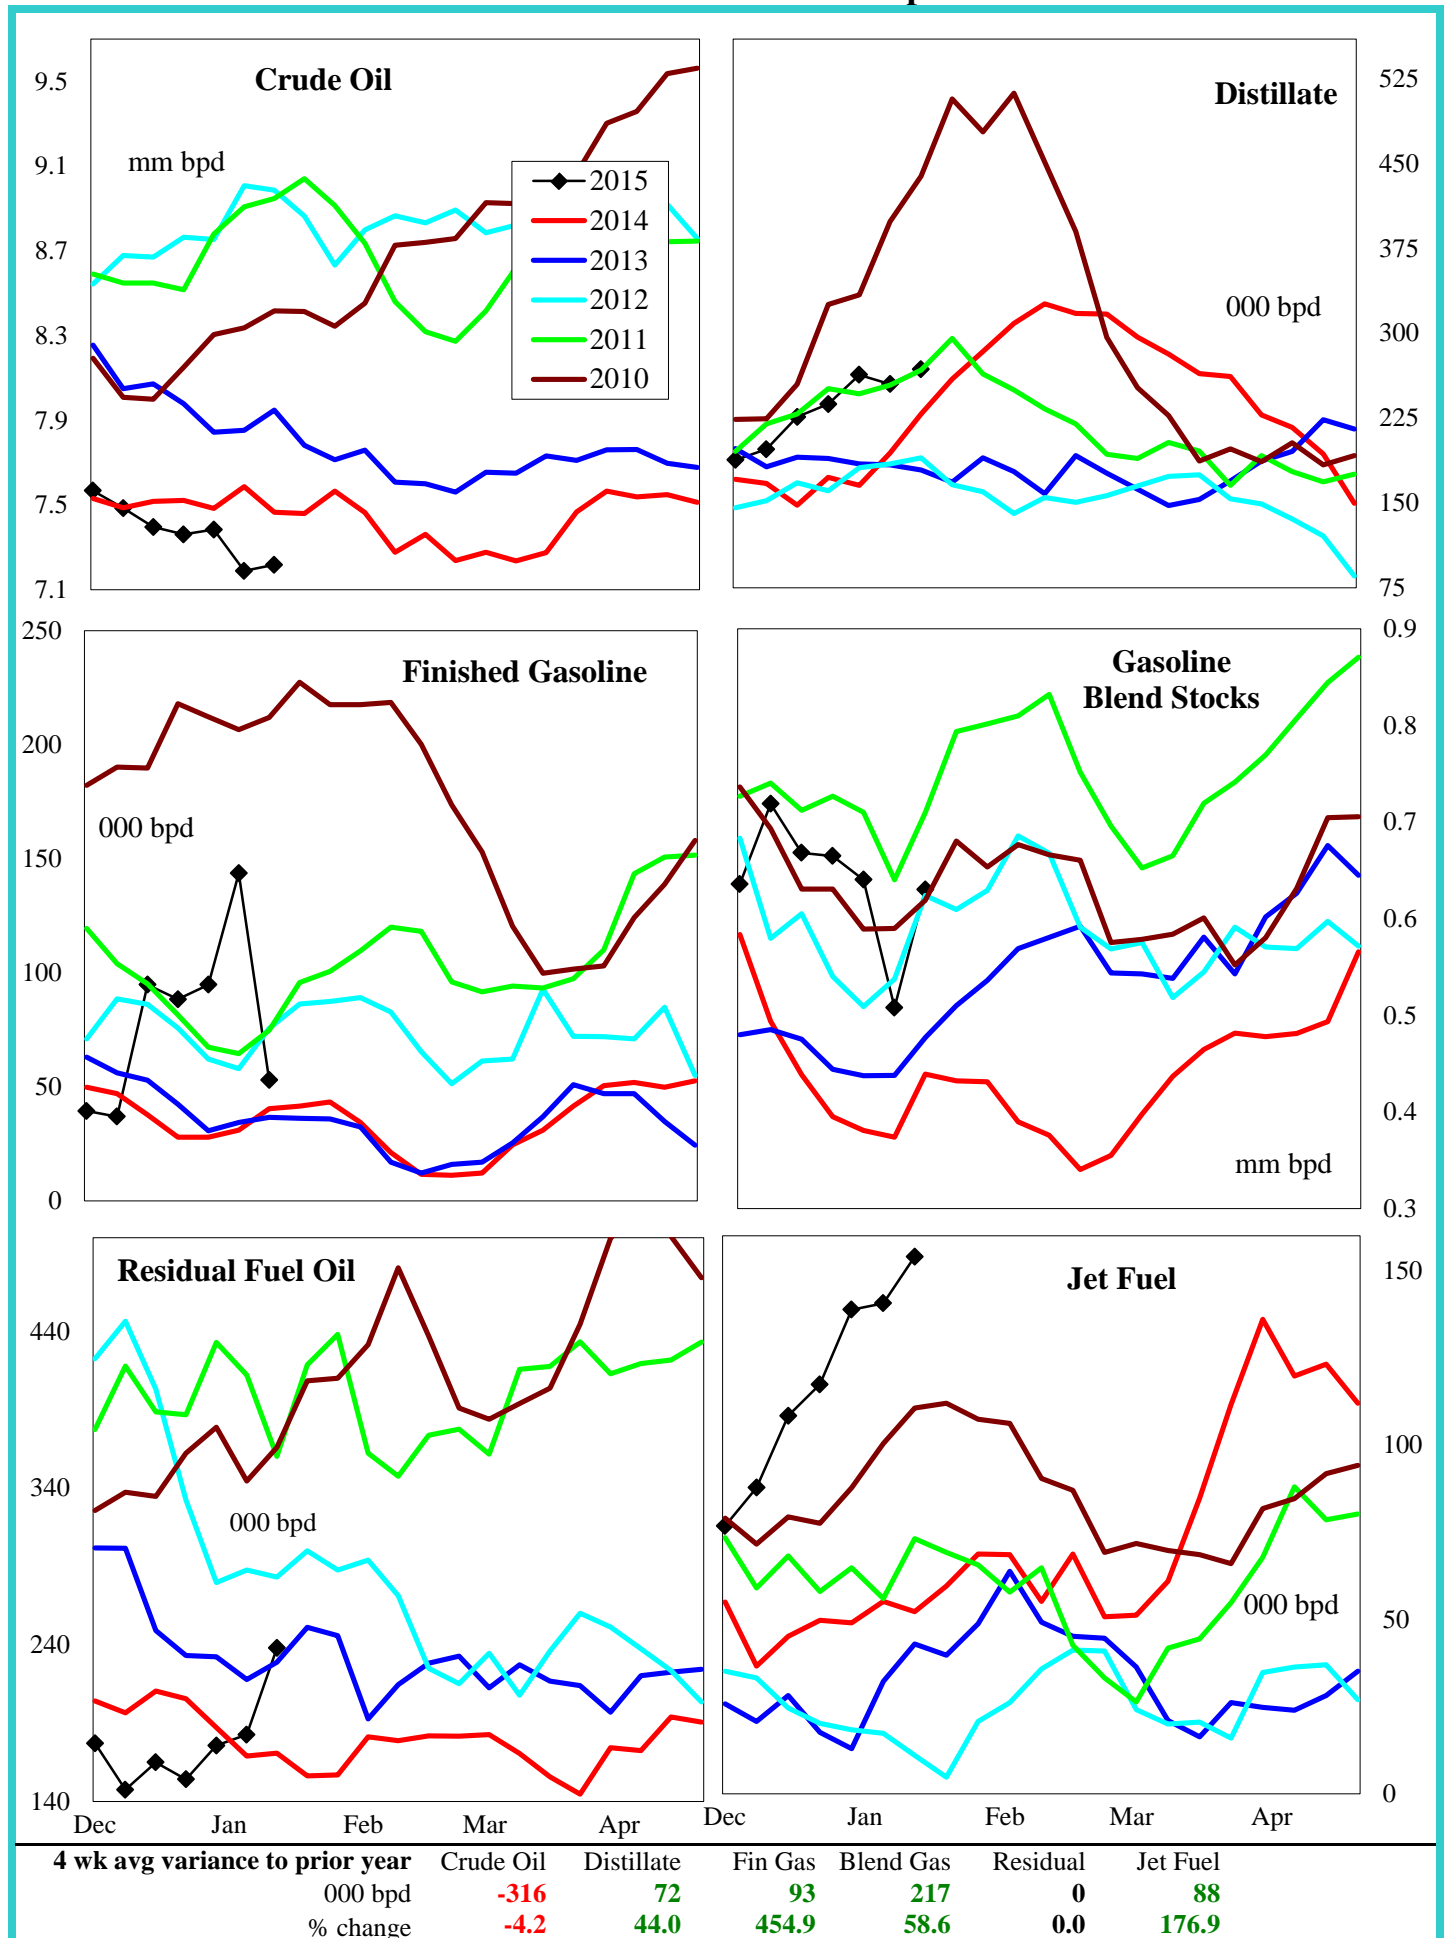 Crude Oil
mm bpd
9.5
9.1
8.7
8.3
7.9
7.5
7.1
2015
2014
2013
2012
2011
2010
Distillate
000 bpd
525
450
375
300
225
150
75
Finished Gasoline
000 bpd
250
200
150
100
50
0
Gasoline
Blend Stocks
mm bpd
0.9
0.8
0.7
0.6
0.5
0.4
0.3
Residual Fuel Oil
000 bpd
440
340
240
140
Dec Jan Feb Mar Apr
Jet Fuel
000 bpd
150
100
50
0
Dec Jan Feb Mar Apr
4 wk avg variance to prior year Crude Oil Distillate Fin Gas Blend Gas Residual Jet Fuel
000 bpd -316 72 93 217 0 88
% change -4.2 44.0 454.9 58.6 0.0 176.9